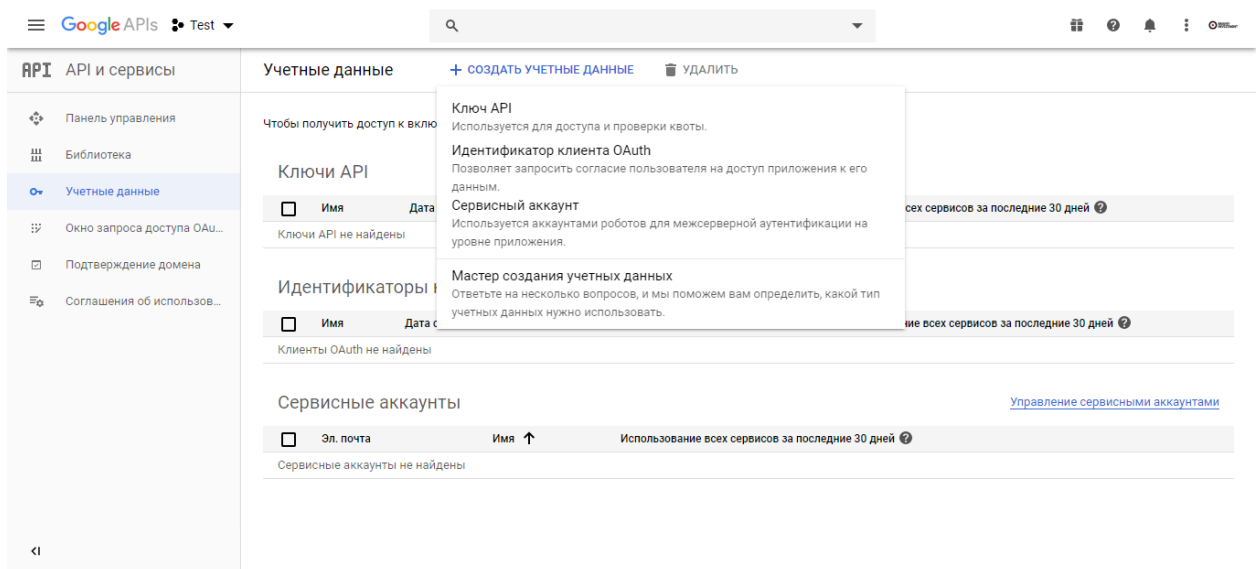 Google APIs Test
API API и сервисы
Учетные данные
СОЗДАТЬ УЧЕТНЫЕ ДАННЫЕ
УДАЛИТЬ
Панель управления
Библиотека
Учетные данные
Окно запроса доступа OAu...
Подтверждение домена
Соглашения об использов...
Чтобы получить доступ к вклю
Ключ API
Используется для доступа и проверки квоты.
Идентификатор клиента OAuth
Позволяет запросить согласие пользователя на доступ приложения к его
данным.
Сервисный аккаунт
Используется аккаунтами роботов для межсерверной аутентификации на
уровне приложения.
Мастер создания учетных данных
Ответьте на несколько вопросов, и мы поможем вам определить, какой тип
учетных данных нужно использовать.
Ключи API
Имя Дата сех сервисов за последние 30 дней
Ключи API не найдены
Идентификаторы
Имя Дата ние всех сервисов за последние 30 дней
Клиенты OAuth не найдены
Сервисные аккаунты
Управление сервисными аккаунтами
Эл. почта Имя Использование всех сервисов за последние 30 дней
Сервисные аккаунты не найдены